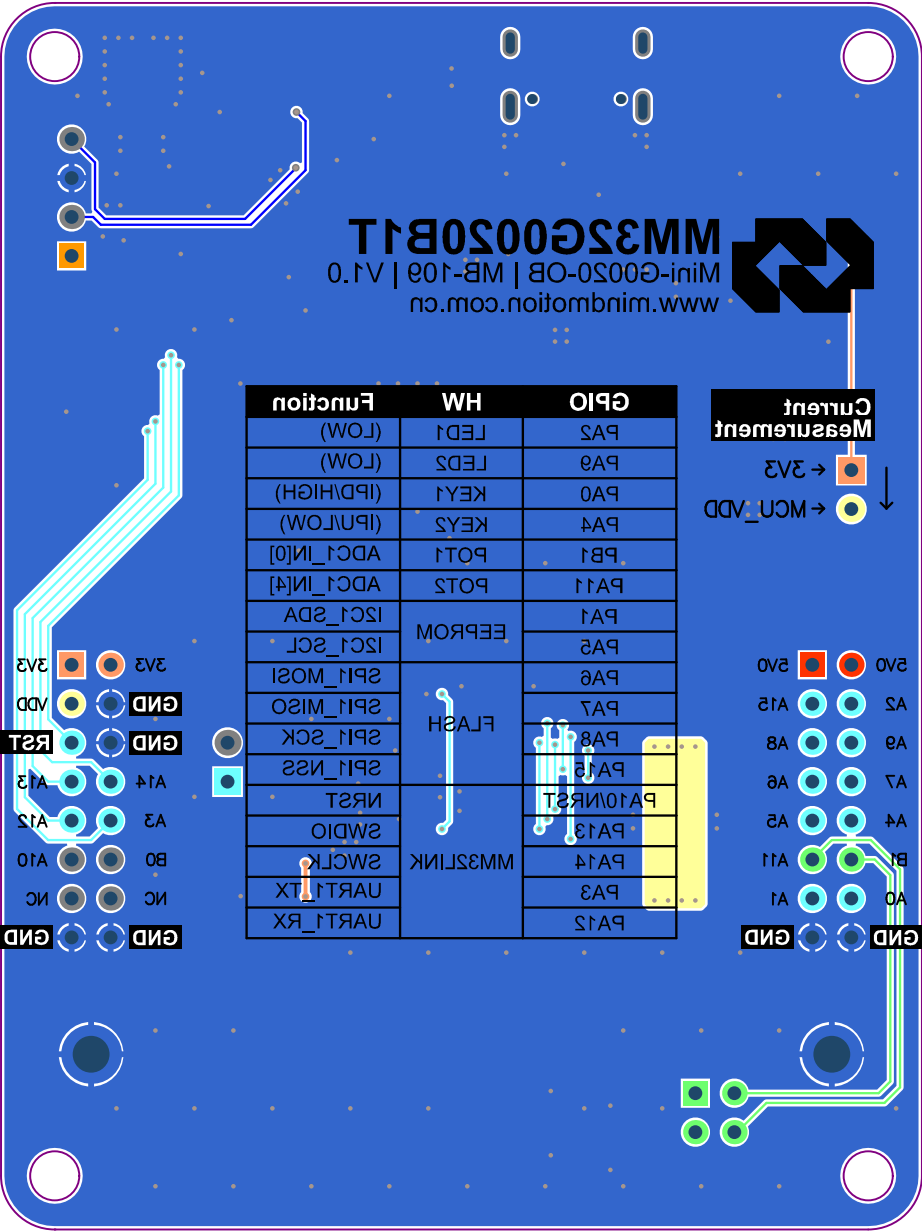 MM32G0020B1T
Mini-G0020-OB | MB-109 | V1.0
www.mindmotion.com.cn
Current
Measurement
3V3 ←
MCU_VDD ←
GPIO HW Function
PA2 LED1 (LOW)
PA9 LED2 (LOW)
PA0 KEY1 (IPD/HIGH)
PA4 KEY2 (IPU/LOW)
PB1 POT1 ADC1_IN[0]
PA11 POT2 ADC1_IN[4]
PA1 EEPROM I2C1_SDA
PA5 I2C1_SCL
PA6 FLASH SPI1_MOSI
PA7 SPI1_MISO
PA8 SPI1_SCK
PA15 SPI1_NSS
PA10/NRST MM32LINK NRST
PA13 SWDIO
PA14 SWCLK
PA3 UART1_TX
PA12 UART1_RX
5V0 5V0
A2 A15
A9 A8
A7 A6
A4 A5
B1 A11
A0 A1
GND GND
3V3 3V3
GND VDD
GND RST
A14 A13
A3 A12
B0 A10
NC NC
GND GND